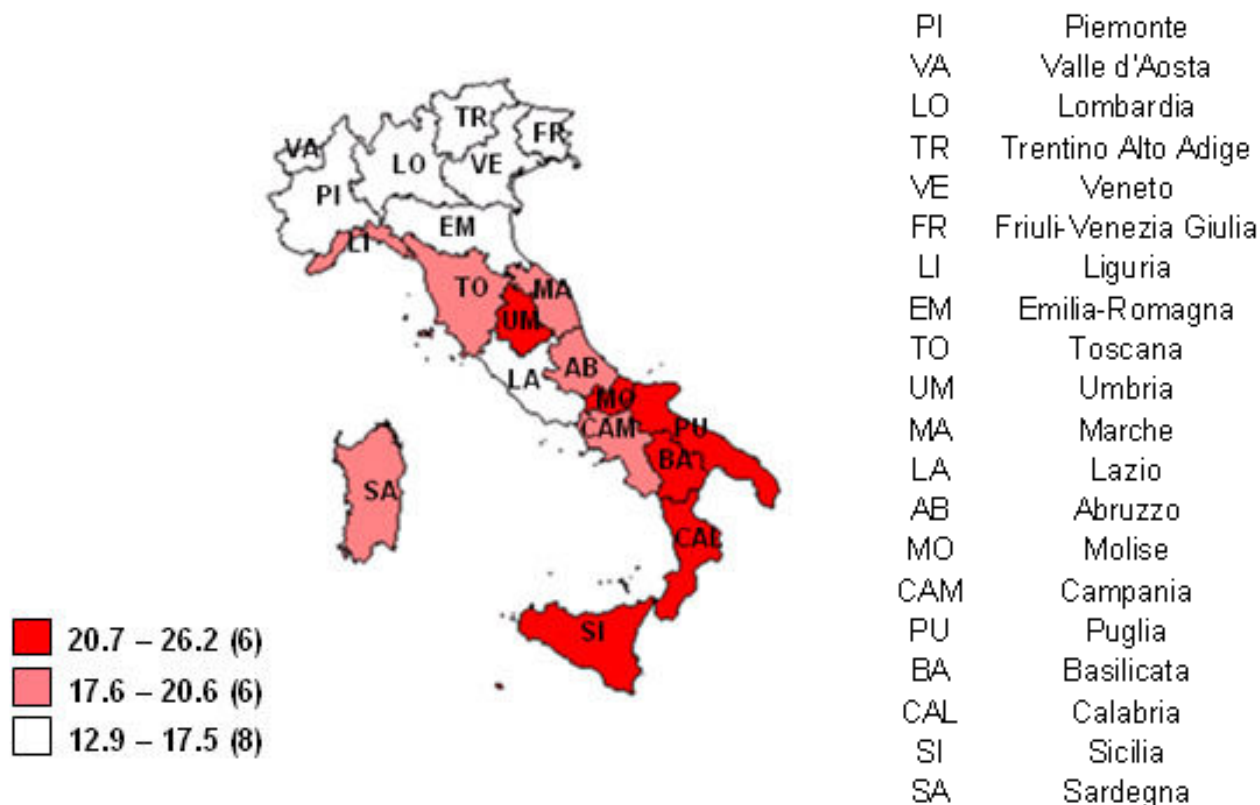 TR
FR
VA
LO
VE
PI
EM
LI
TO
MA
UM
AB
LA
MO
CAM
PU
BA
SA
CAL
SI
20.7 – 26.2 (6)
17.6 – 20.6 (6)
12.9 – 17.5 (8)
PI Piemonte
VA Valle d'Aosta
LO Lombardia
TR Trentino Alto Adige
VE Veneto
FR Friuli-Venezia Giulia
LI Liguria
EM Emilia-Romagna
TO Toscana
UM Umbria
MA Marche
LA Lazio
AB Abruzzo
MO Molise
CAM Campania
PU Puglia
BA Basilicata
CAL Calabria
SI Sicilia
SA Sardegna